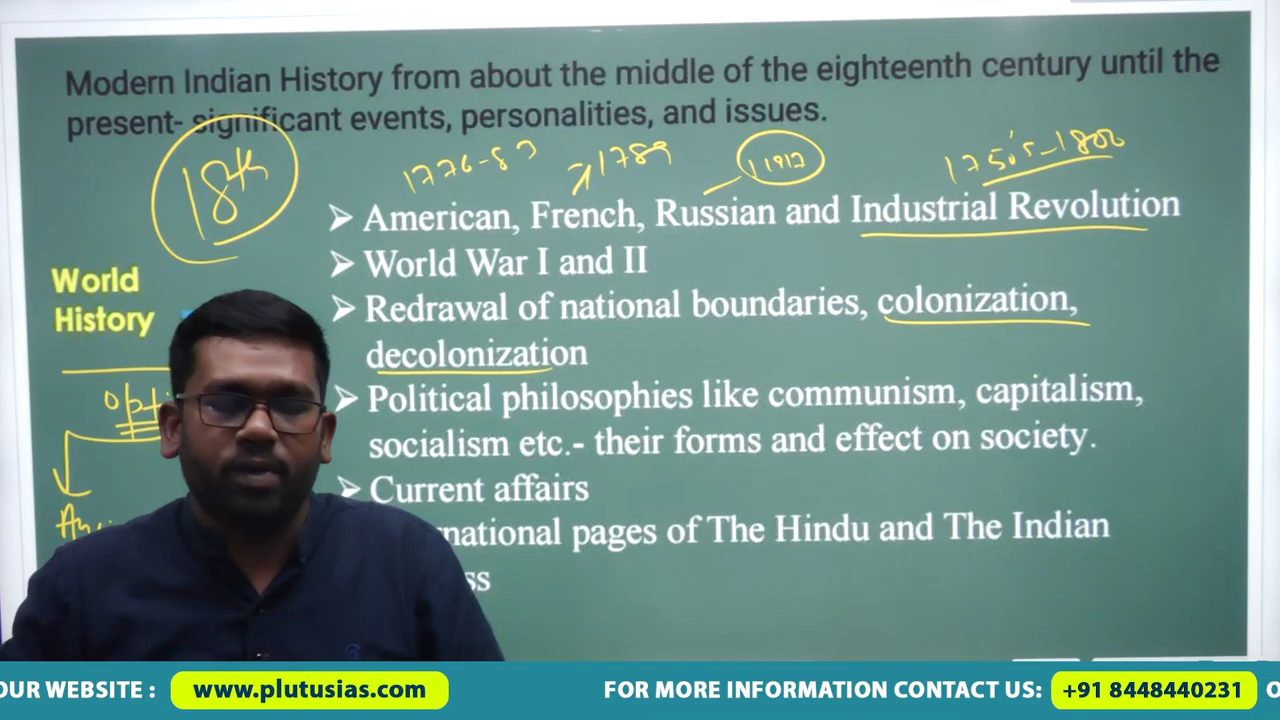 Modern Indian History from about the middle of the eighteenth century until the
present- significant events, personalities, and issues.
18th
1776-83
1789
1917
1750's-1800
➢ American, French, Russian and Industrial Revolution
➢ World War I and II
World
History
➢ Redrawal of national boundaries, colonization,
decolonization
➢ Political philosophies like communism, capitalism,
socialism etc.- their forms and effect on society.
➢ Current affairs
national pages of The Hindu and The Indian
ss
OUR WEBSITE : www.plutusias.com FOR MORE INFORMATION CONTACT US: +91 8448440231 O